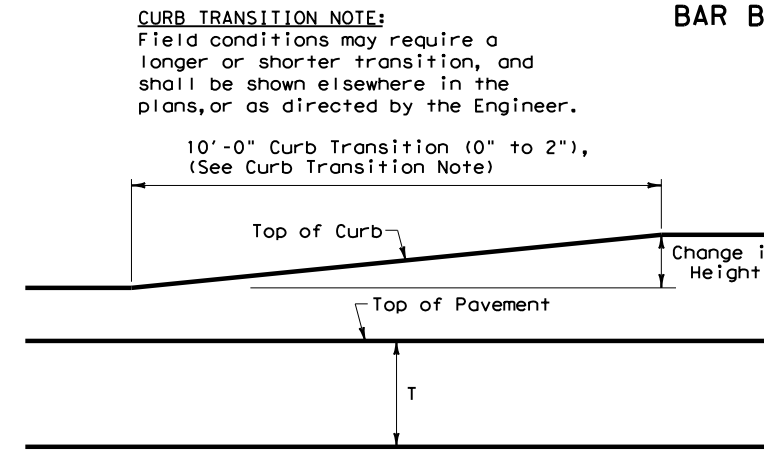 CURB TRANSITION NOTE:
Field conditions may require a
longer or shorter transition, and
shall be shown elsewhere in the
plans,or as directed by the Engineer.
BAR B
10'-0" Curb Transition (0" to 2"),
(See Curb Transition Note)
Top of Curb
Change i
Height
Top of Pavement
T